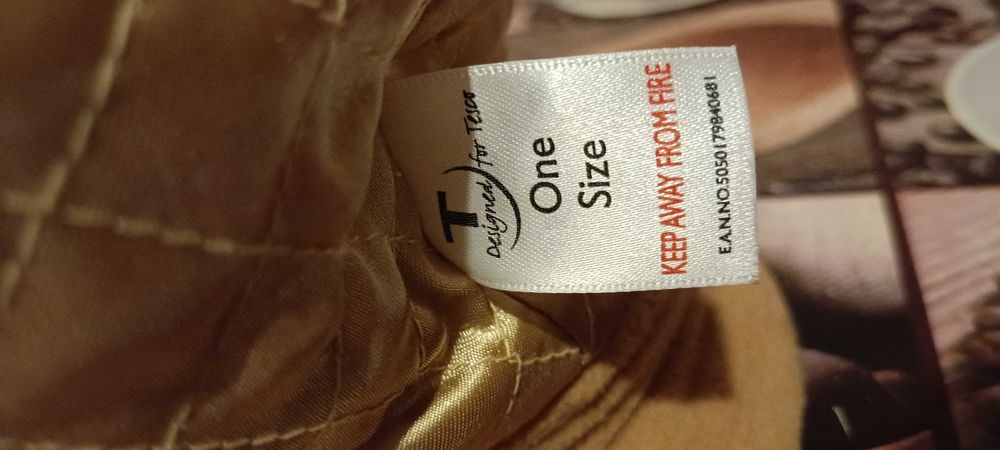 T
Designed for Tesco
One
Size
KEEP AWAY FROM FIRE
E.A.N.NO.5050179840681